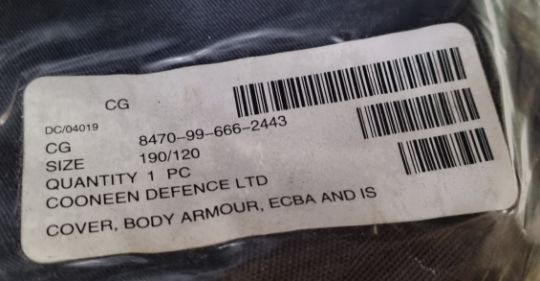 CG
DC/04019
CG 8470-99-666-2443
SIZE 190/120
QUANTITY 1 PC
COONEEN DEFENCE LTD
COVER, BODY ARMOUR, ECBA AND IS